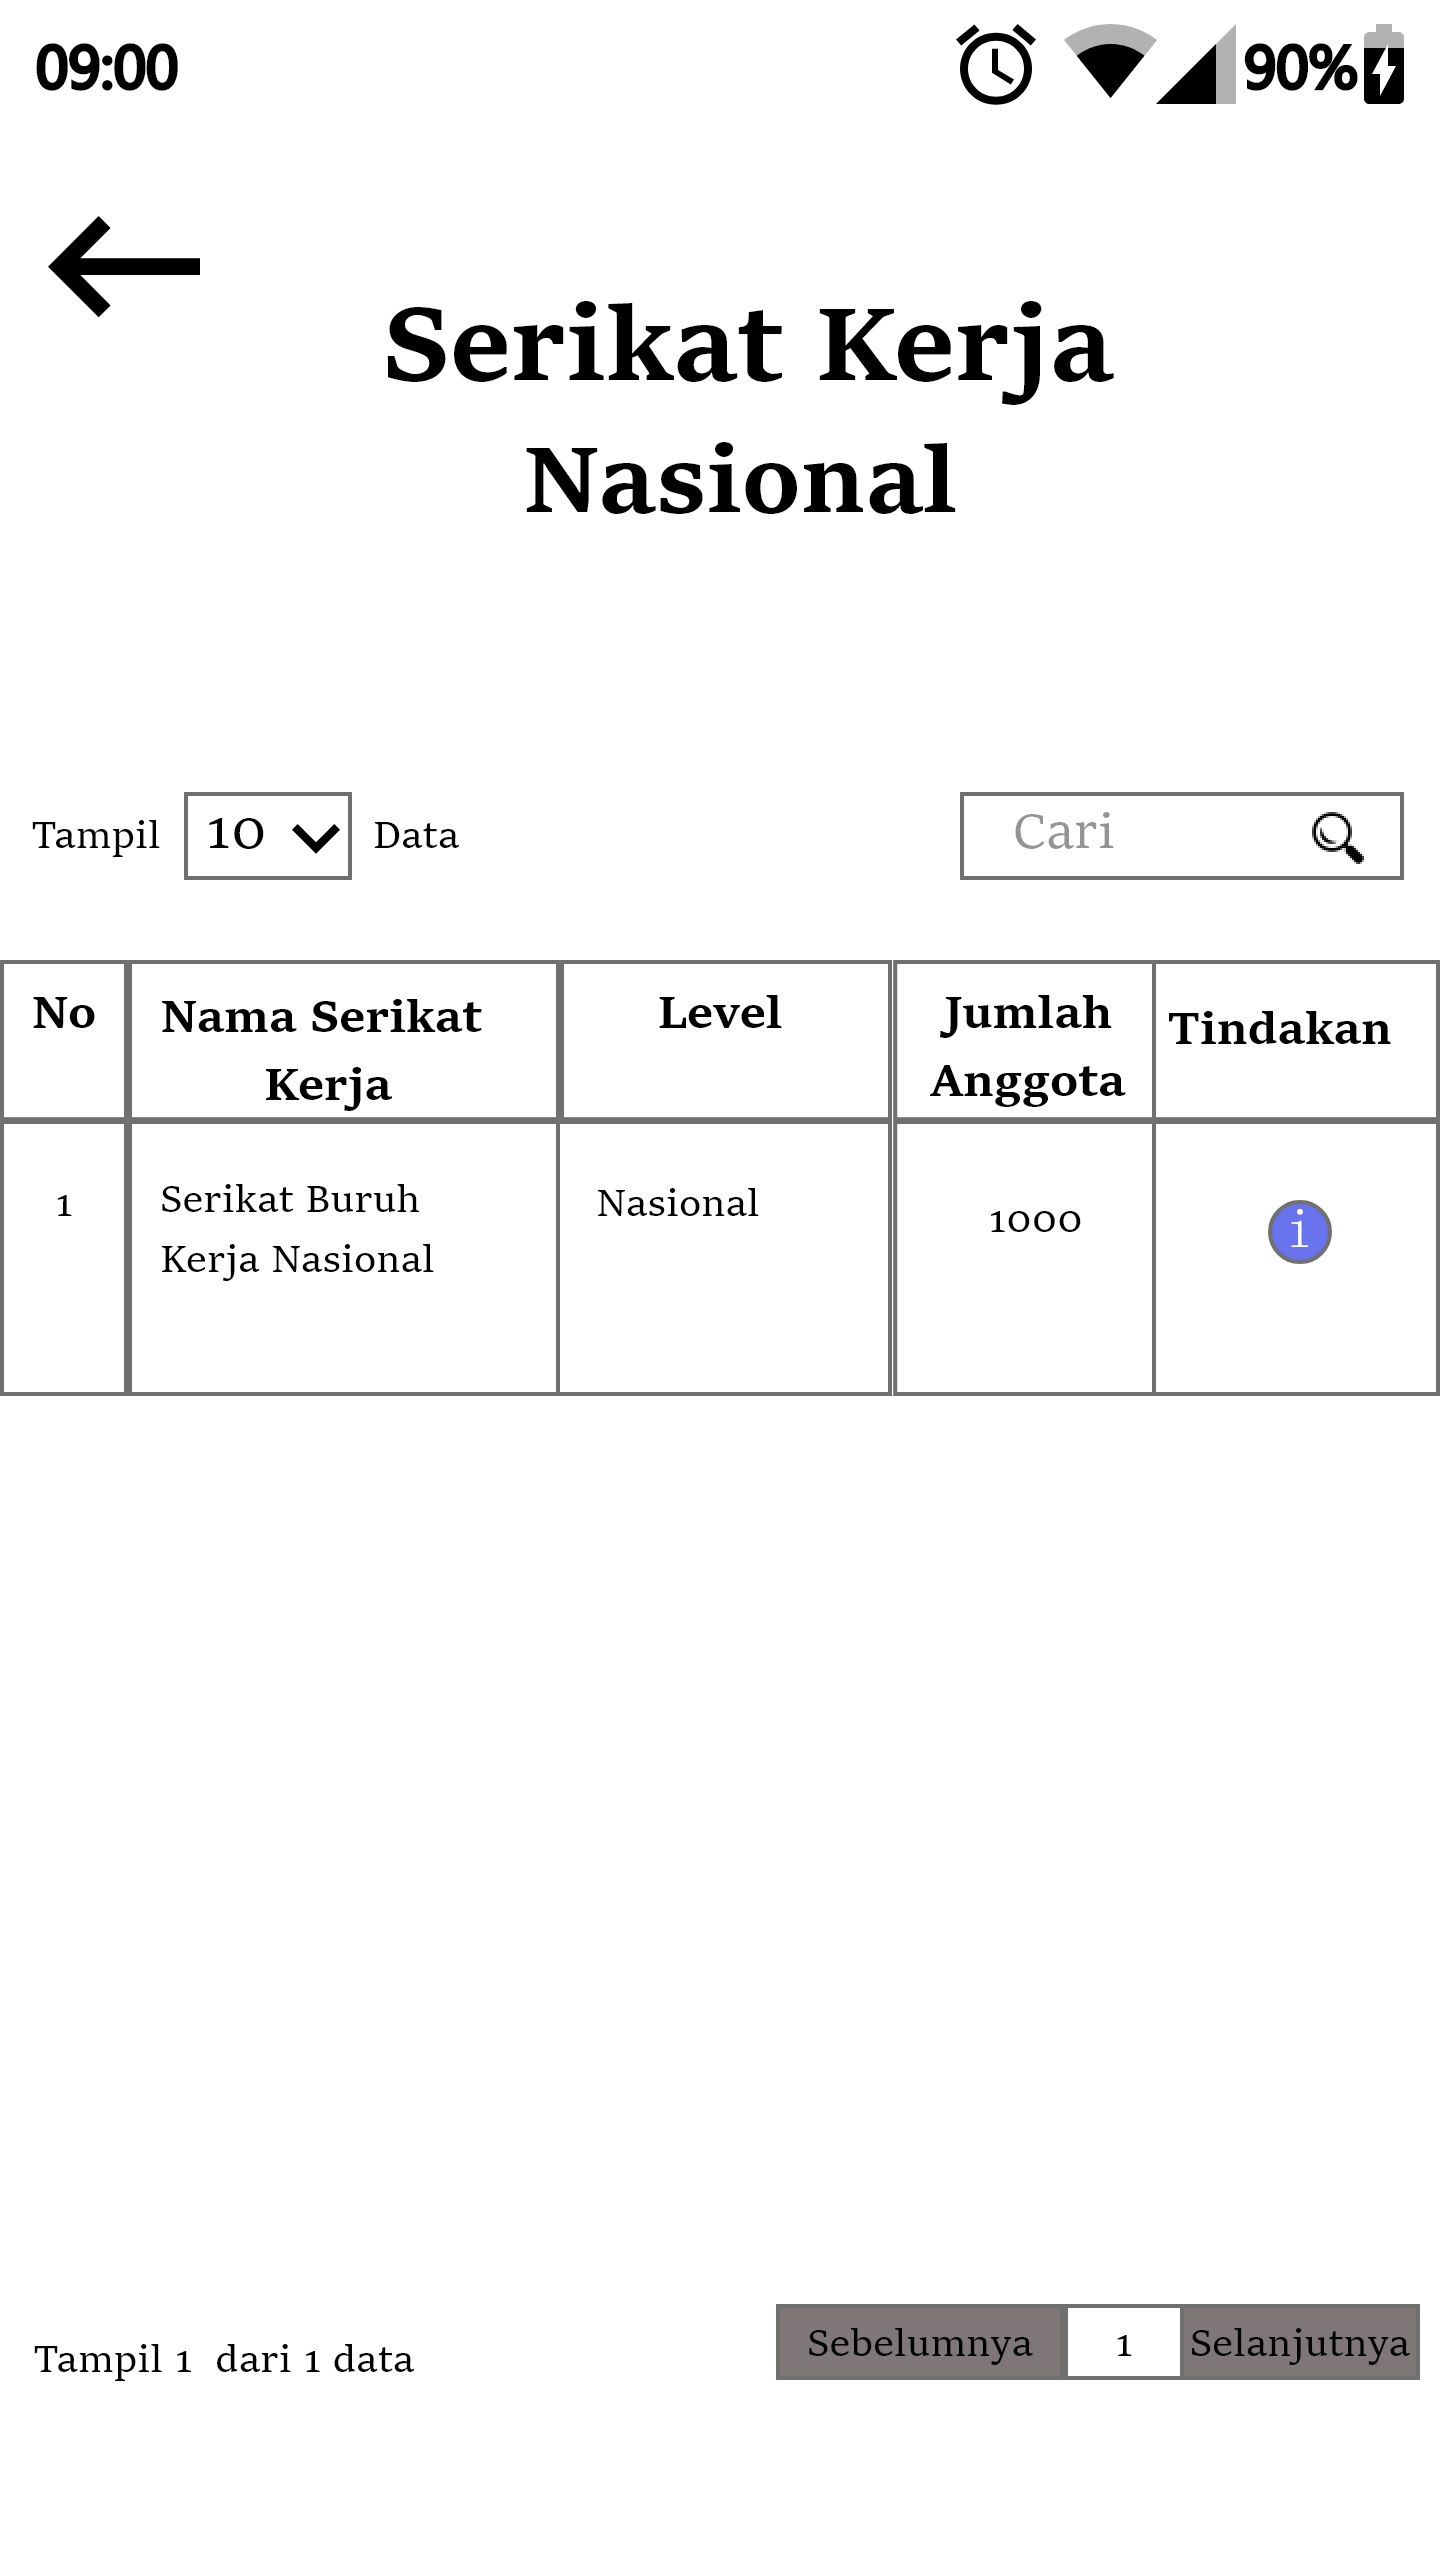 09:00 90%
Serikat Kerja
Nasional
Tampil 10 Data Cari
No Nama Serikat Kerja Level Jumlah Anggota Tindakan
1 Serikat Buruh Kerja Nasional Nasional 1000 i
Tampil 1 dari 1 data Sebelumnya 1 Selanjutnya